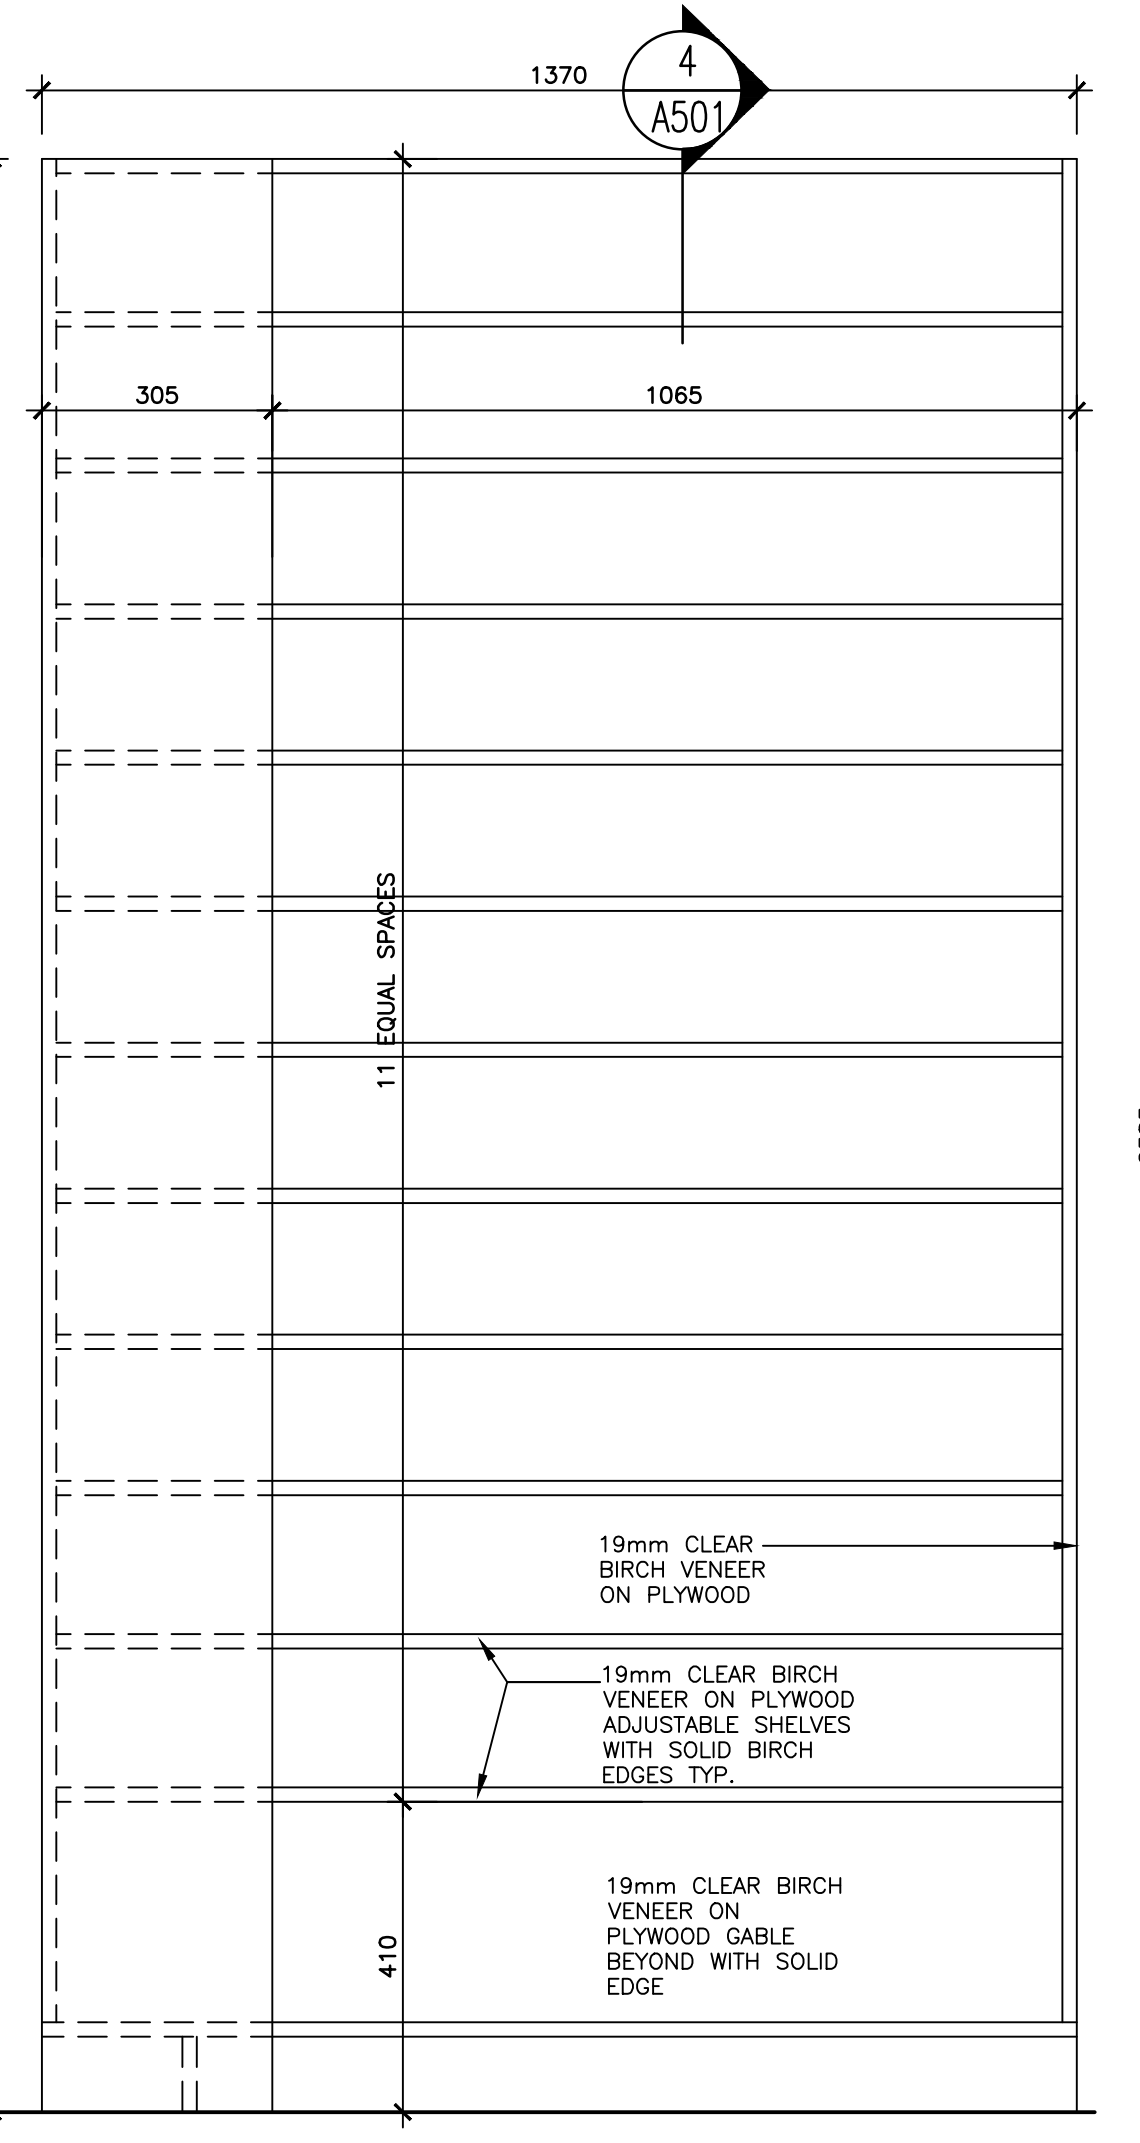 1370
4
A501
305
1065
11 EQUAL SPACES
19mm CLEAR
BIRCH VENEER
ON PLYWOOD
19mm CLEAR BIRCH
VENEER ON PLYWOOD
ADJUSTABLE SHELVES
WITH SOLID BIRCH
EDGES TYP.
19mm CLEAR BIRCH
VENEER ON
PLYWOOD GABLE
BEYOND WITH SOLID
EDGE
410